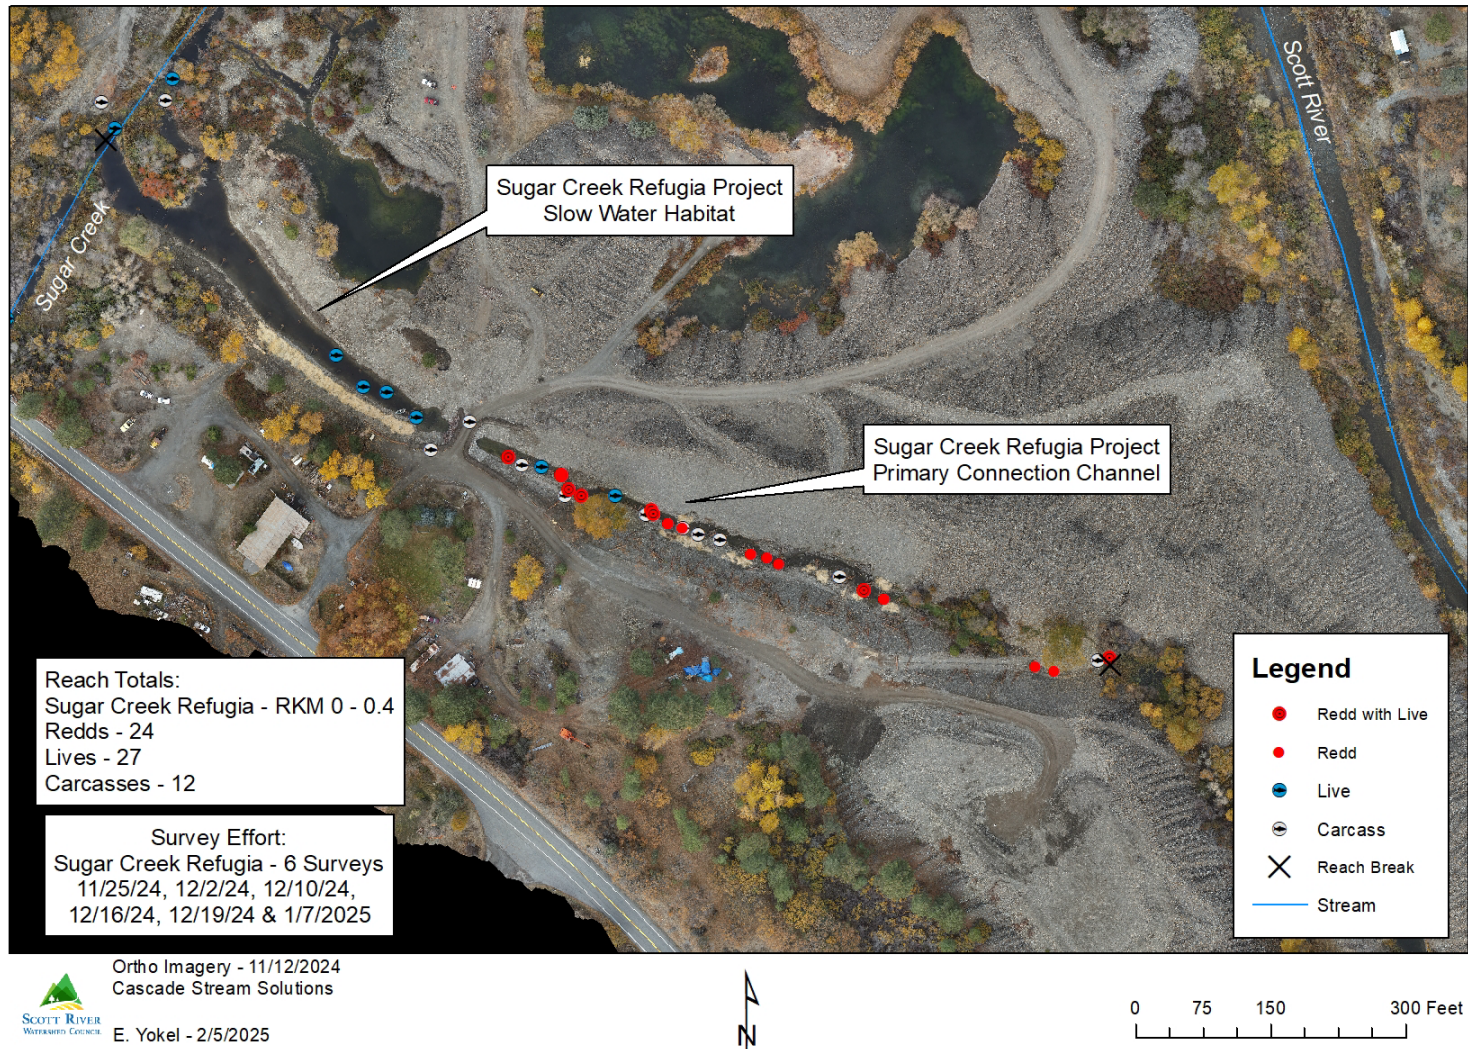 Scott River
Sugar Creek Refugia Project
Slow Water Habitat
Sugar Creek
Sugar Creek Refugia Project
Primary Connection Channel
Reach Totals:
Sugar Creek Refugia - RKM 0 - 0.4
Redds - 24
Lives - 27
Carcasses - 12
Survey Effort:
Sugar Creek Refugia - 6 Surveys
11/25/24, 12/2/24, 12/10/24,
12/16/24, 12/19/24 & 1/7/2025
Legend
Redd with Live
Redd
Live
Carcass
Reach Break
Stream
SCOTT RIVER
WATERSHED COUNCIL
Ortho Imagery - 11/12/2024
Cascade Stream Solutions
E. Yokel - 2/5/2025
N
0 75 150 300 Feet